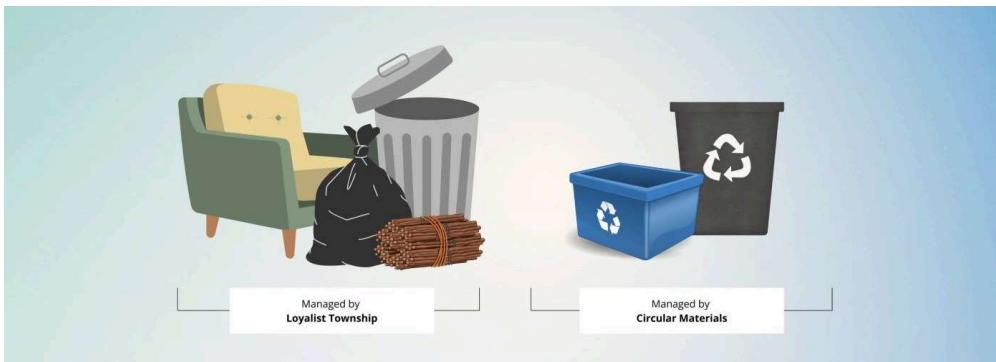 Managed by
Loyalist Township
Managed by
Circular Materials